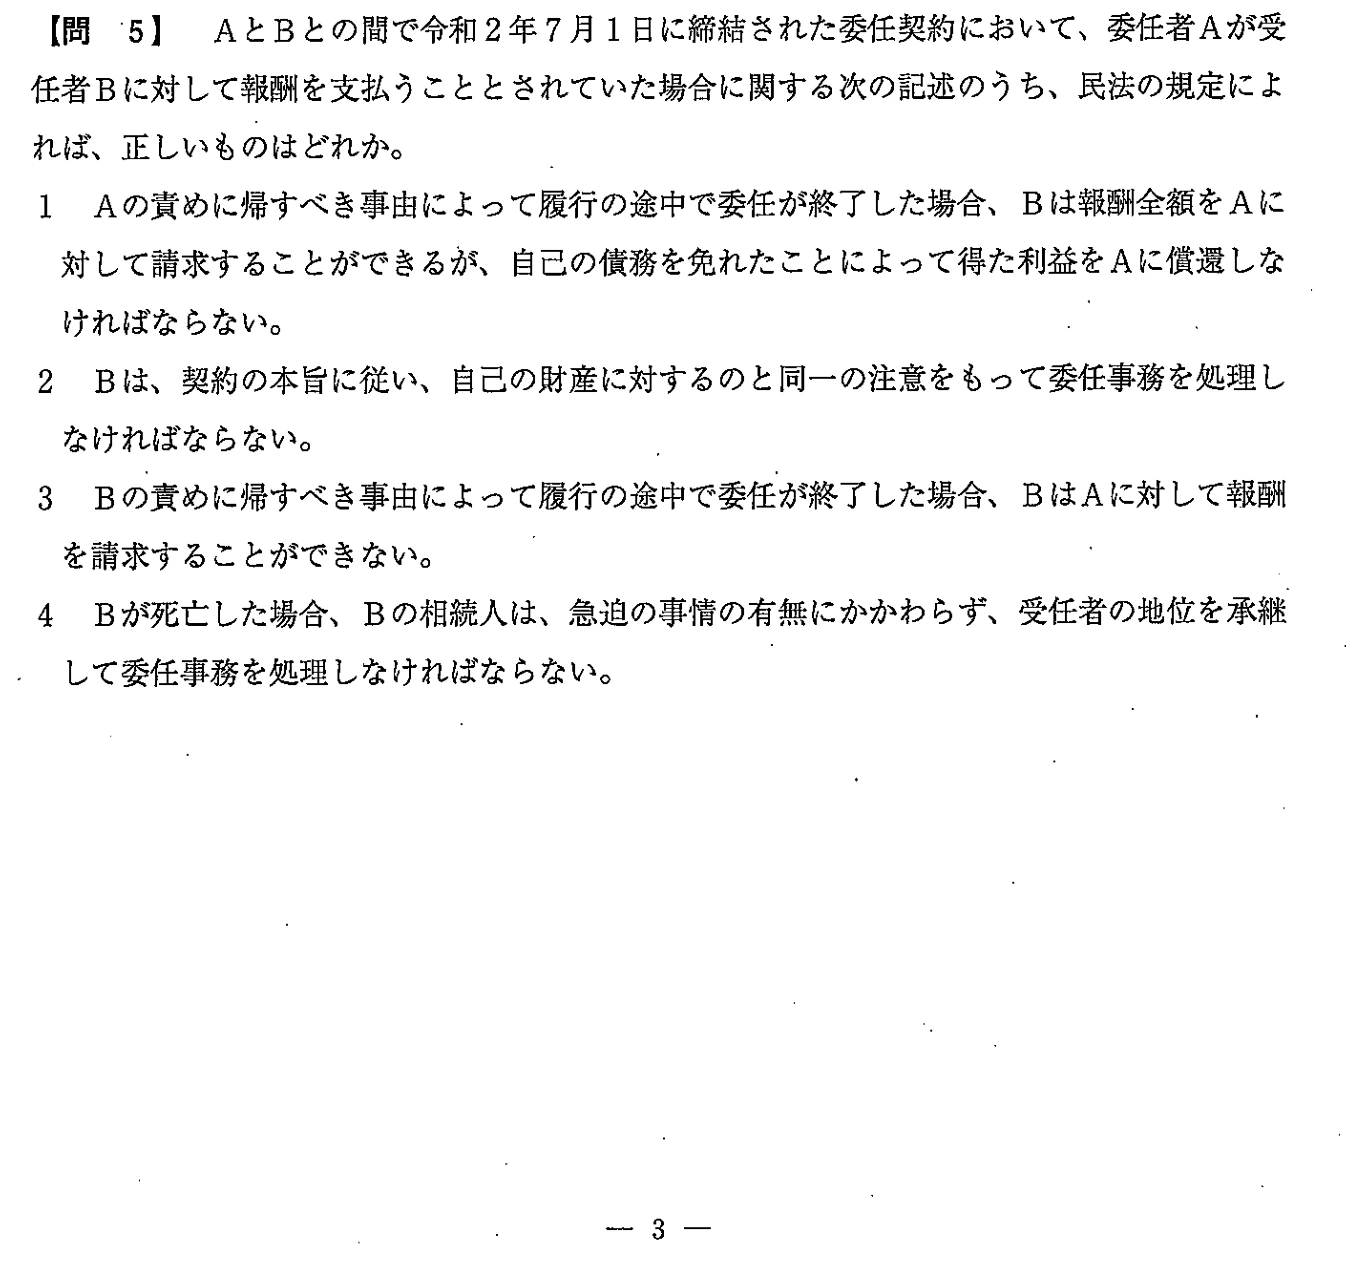 【問 5】 AとBとの間で令和2年7月1日に締結された委任契約において、委任者Aが受
任者Bに対して報酬を支払うこととされていた場合に関する次の記述のうち、民法の規定によ
れば、正しいものはどれか。
1 Aの責めに帰すべき事由によって履行の途中で委任が終了した場合、Bは報酬全額をAに
対して請求することができるが、自己の債務を免れたことによって得た利益をAに償還しな
ければならない。
2 Bは、契約の本旨に従い、自己の財産に対するのと同一の注意をもって委任事務を処理し
なければならない。
3 Bの責めに帰すべき事由によって履行の途中で委任が終了した場合、BはAに対して報酬
を請求することができない。
4 Bが死亡した場合、Bの相続人は、急迫の事情の有無にかかわらず、受任者の地位を承継
して委任事務を処理しなければならない。
— 3 —